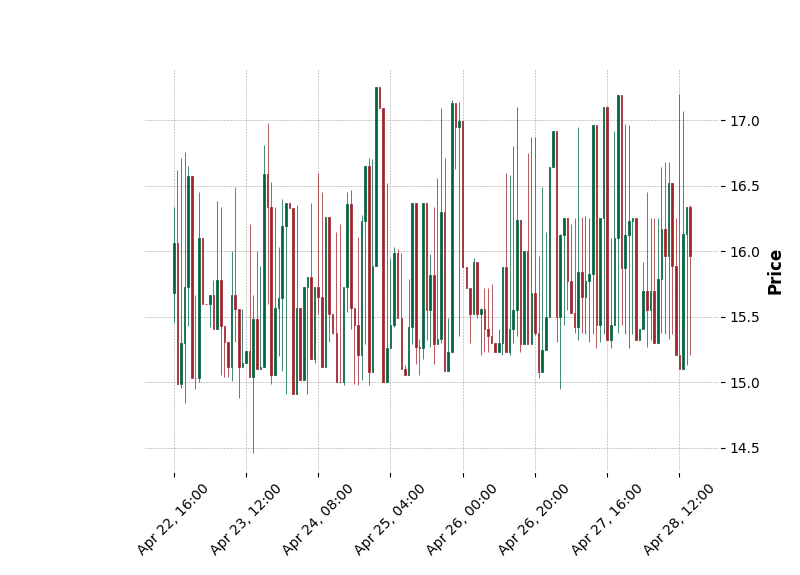 17.0
16.5
16.0
15.5
15.0
14.5
Price
Apr 22, 16:00
Apr 23, 12:00
Apr 24, 08:00
Apr 25, 04:00
Apr 26, 00:00
Apr 26, 20:00
Apr 27, 16:00
Apr 28, 12:00